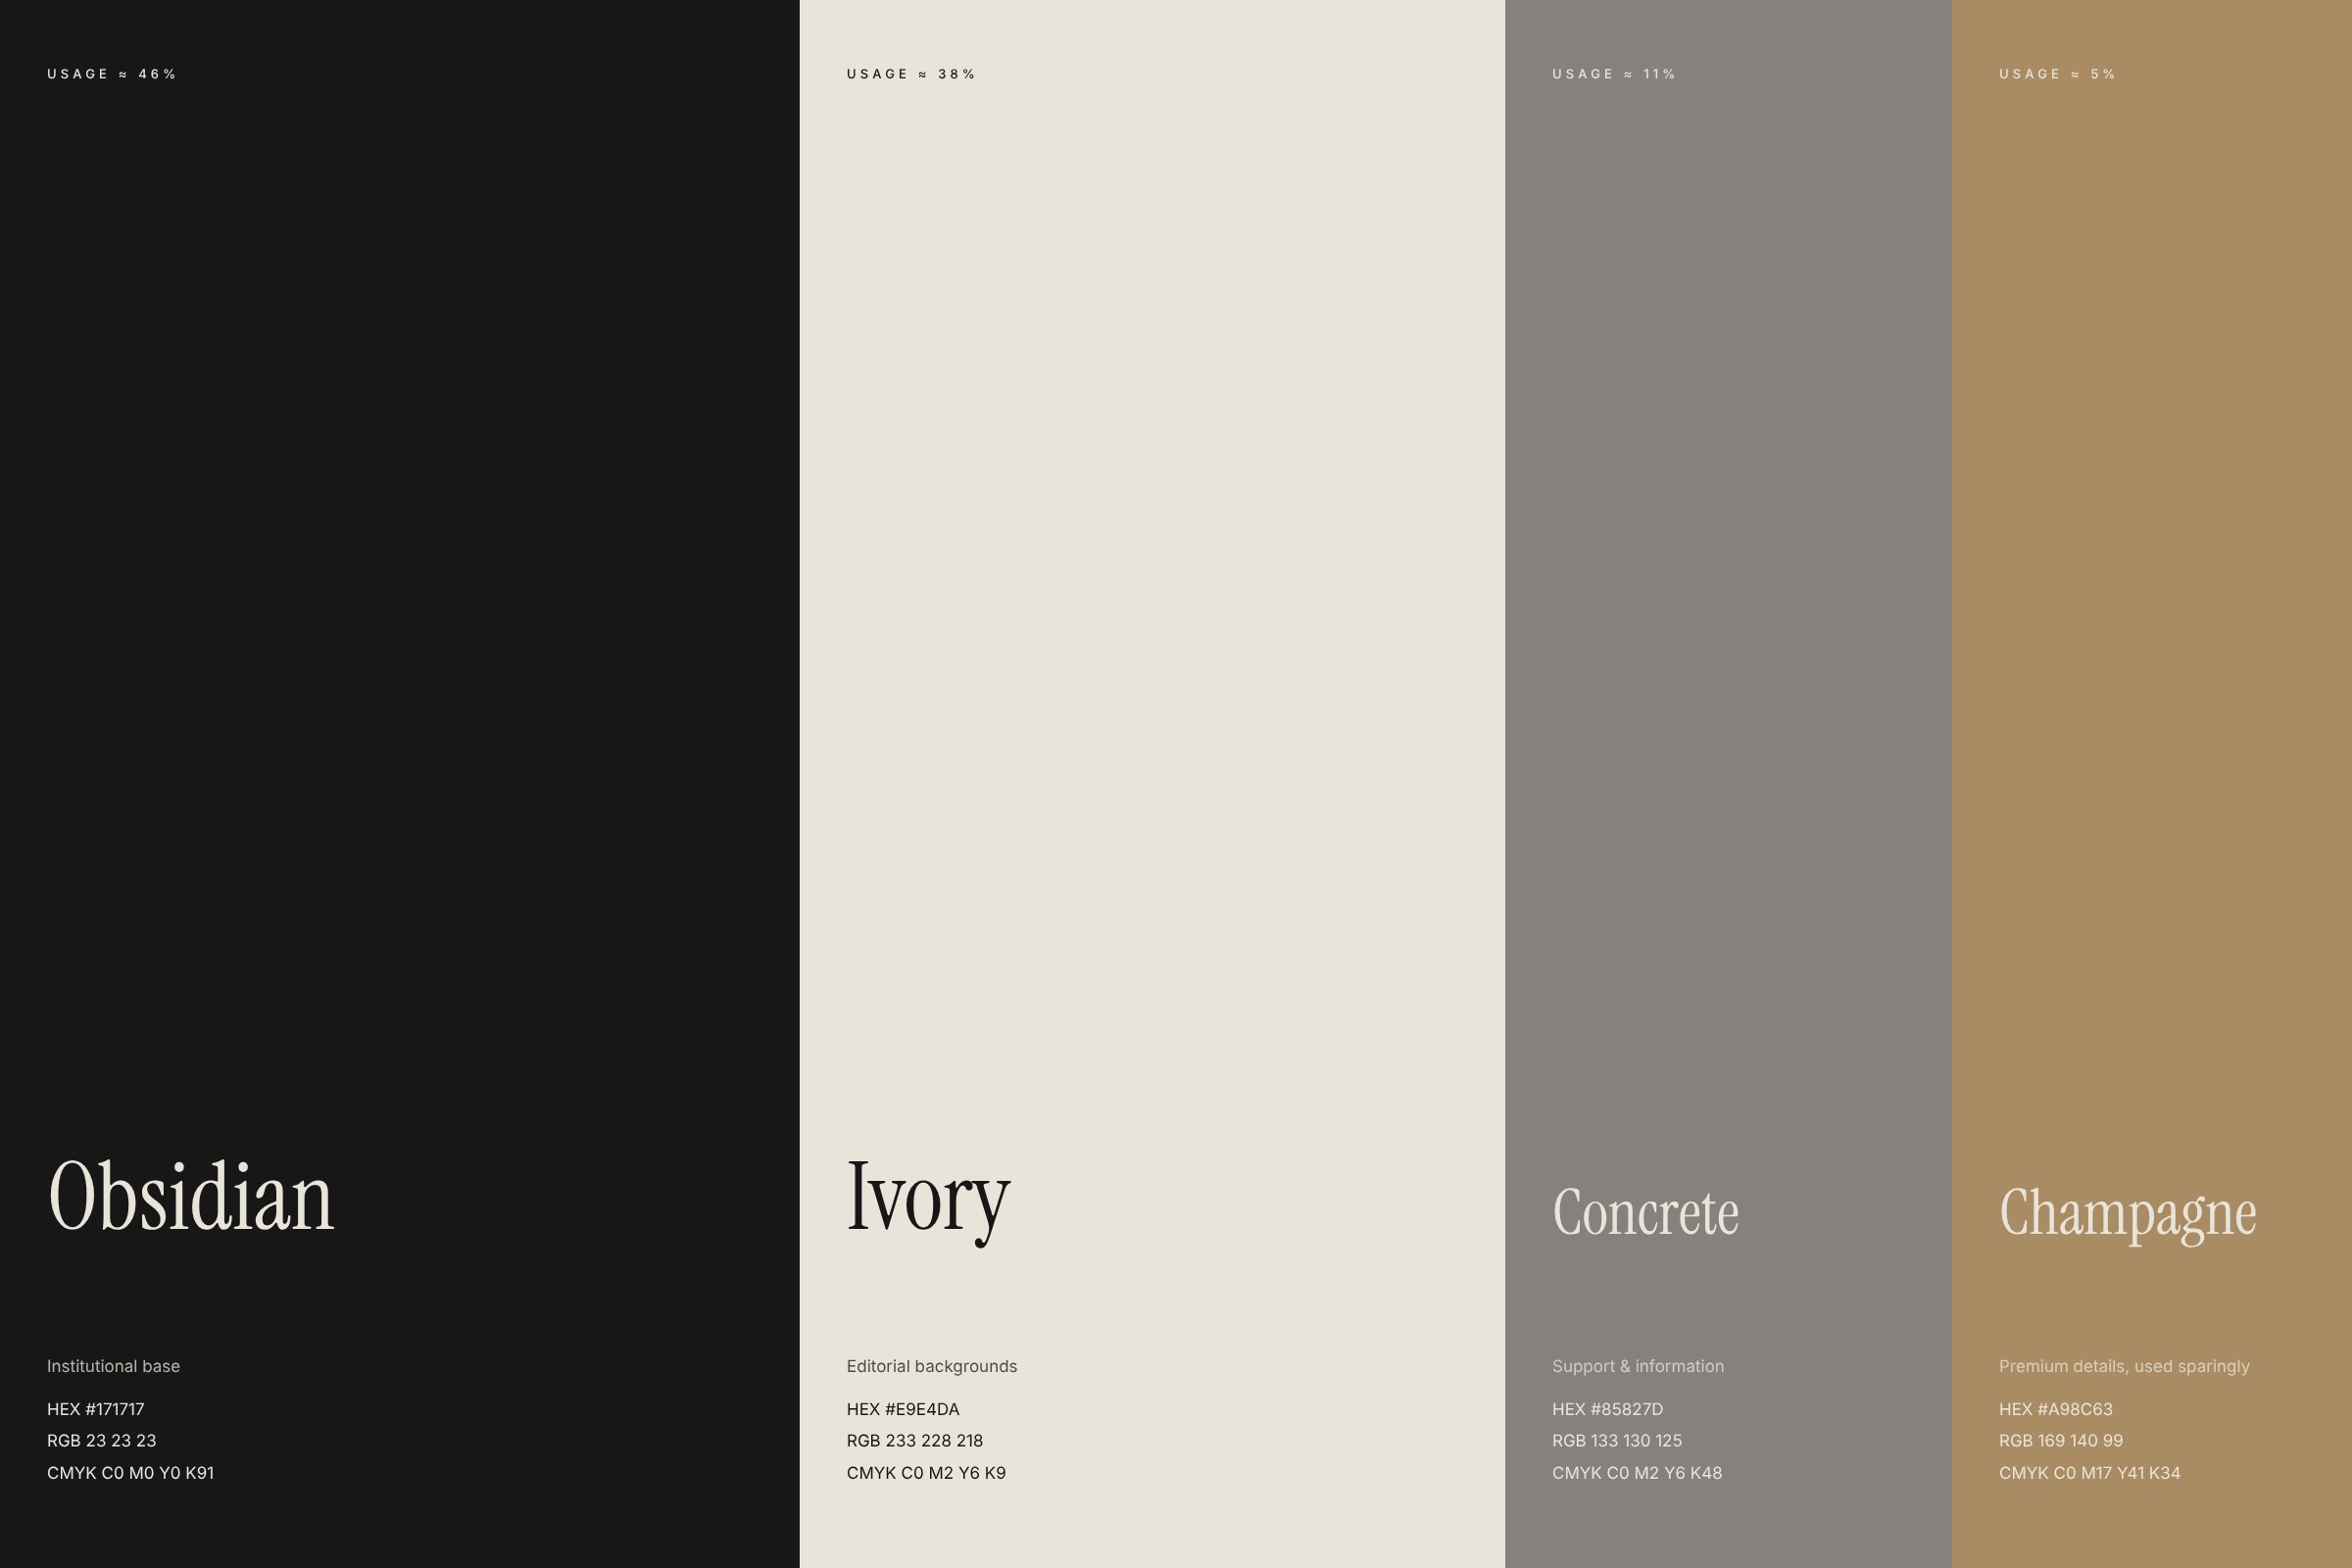 USAGE ≈ 46%
Obsidian
Institutional base
HEX #171717
RGB 23 23 23
CMYK C0 M0 Y0 K91
USAGE ≈ 38%
Ivory
Editorial backgrounds
HEX #E9E4DA
RGB 233 228 218
CMYK C0 M2 Y6 K9
USAGE ≈ 11%
Concrete
Support & information
HEX #85827D
RGB 133 130 125
CMYK C0 M2 Y6 K48
USAGE ≈ 5%
Champagne
Premium details, used sparingly
HEX #A98C63
RGB 169 140 99
CMYK C0 M17 Y41 K34